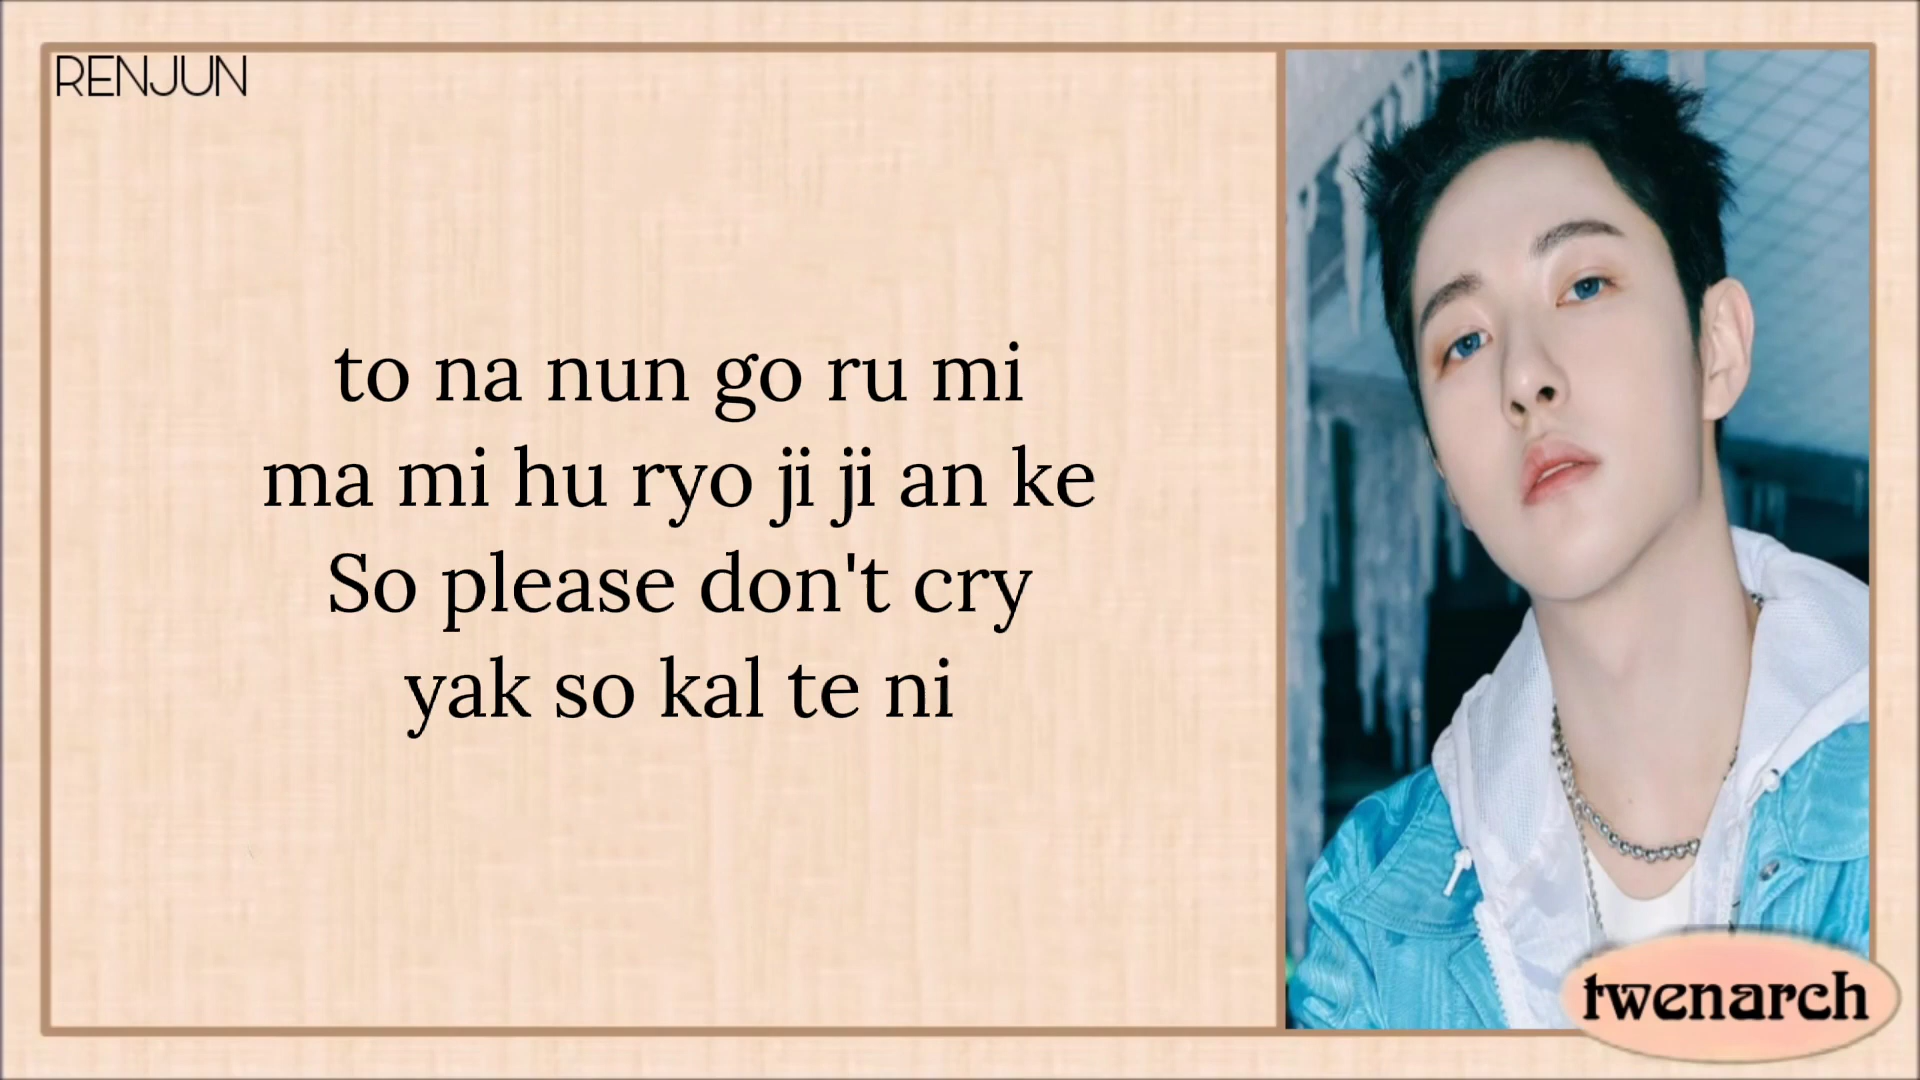 RENJUN
to na nun go ru mi
ma mi hu ryo ji ji an ke
So please don't cry
yak so kal te ni
twenarch